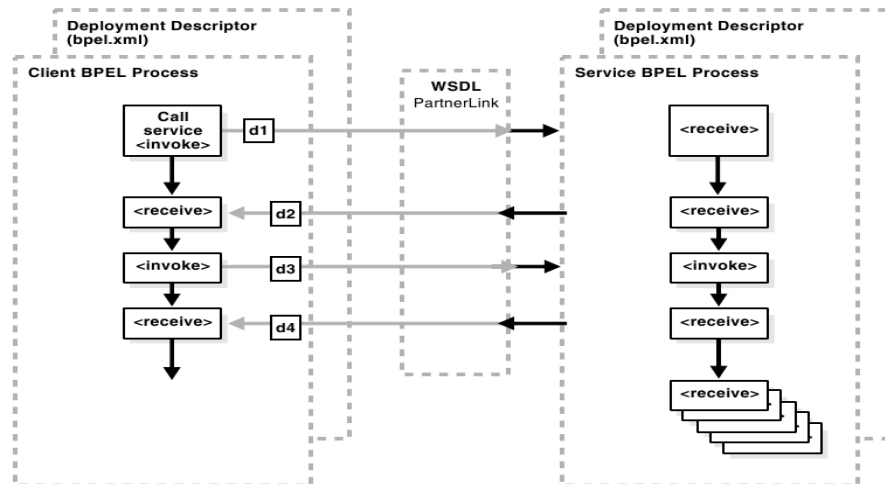 Deployment Descriptor
(bpel.xml)
Client BPEL Process
Call
service
<invoke>
d1
<receive>
d2
<invoke>
d3
<receive>
d4
WSDL
PartnerLink
Deployment Descriptor
(bpel.xml)
Service BPEL Process
<receive>
<receive>
<invoke>
<receive>
<receive>